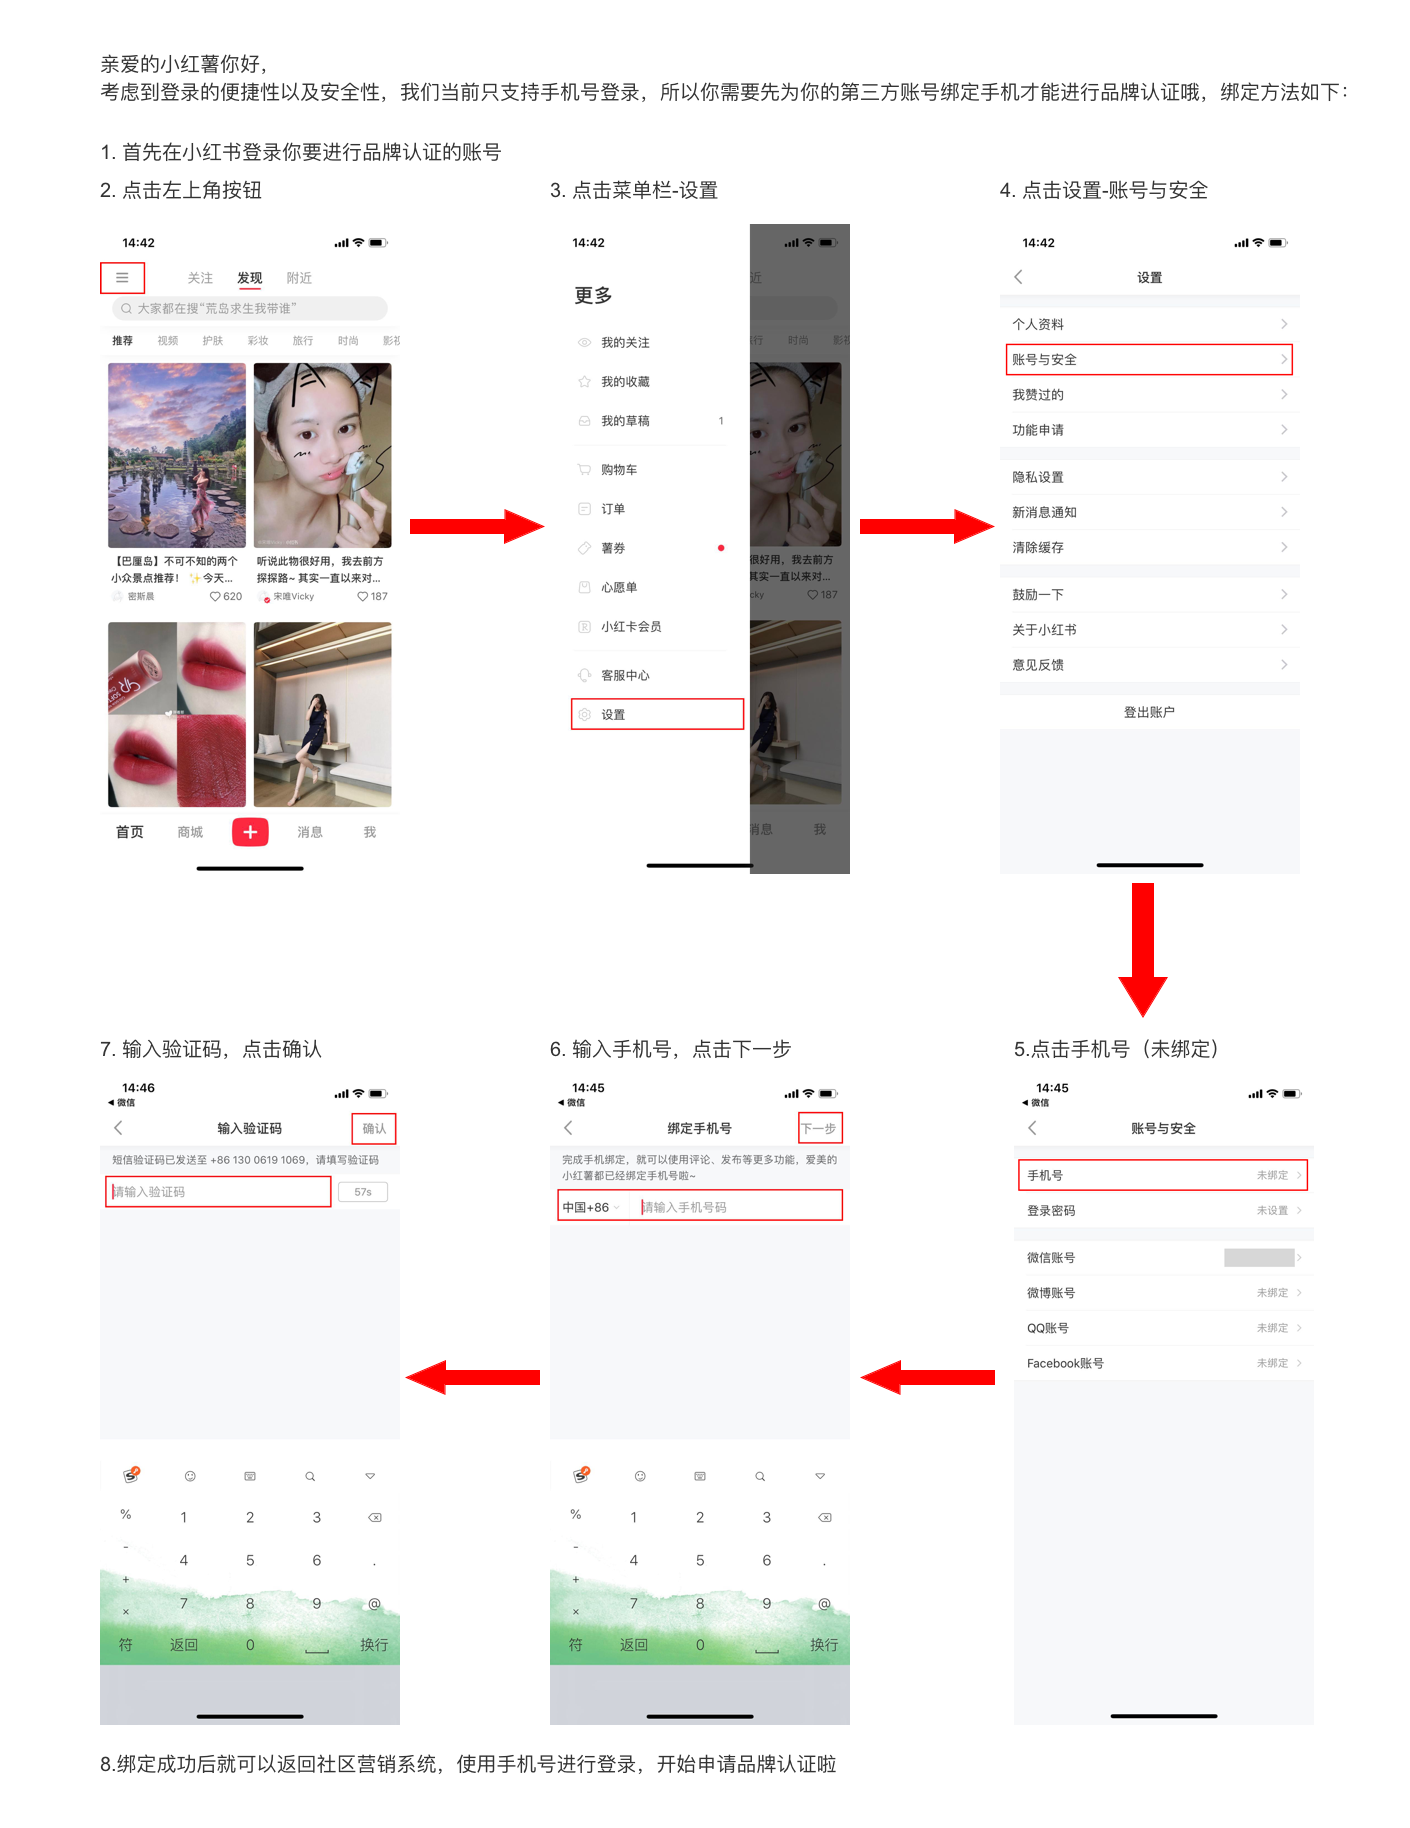 亲爱的小红薯你好，
考虑到登录的便捷性以及安全性，我们当前只支持手机号登录，所以你需要先为你的第三方账号绑定手机才能进行品牌认证哦，绑定方法如下：
1. 首先在小红书登录你要进行品牌认证的账号
2. 点击左上角按钮
14:42
关注 发现 附近
大家都在搜“荒岛求生我带谁”
推荐 视频 护肤 彩妆 旅行 时尚 影视
【巴厘岛】不可不知的两个
小众景点推荐！ ✨今天...
密斯晨 620
听说此物很好用，我去前方
探探路~ 其实一直以来对...
宋唯Vicky 187
首页 商城 消息 我
3. 点击菜单栏-设置
14:42
更多
我的关注
我的收藏
我的草稿 1
购物车
订单
薯券
心愿单
小红卡会员
客服中心
设置
近
行 时尚 影视
很好用，我去前方
其实一直以来对...
cky 187
消息 我
4. 点击设置-账号与安全
14:42
设置
个人资料
账号与安全
我赞过的
功能申请
隐私设置
新消息通知
清除缓存
鼓励一下
关于小红书
意见反馈
登出账户
5.点击手机号（未绑定）
14:45
微信
账号与安全
手机号 未绑定
登录密码 未设置
微信账号
微博账号 未绑定
QQ账号 未绑定
Facebook账号 未绑定
6. 输入手机号，点击下一步
14:45
微信
绑定手机号 下一步
完成手机绑定，就可以使用评论、发布等更多功能，爱美的
小红薯都已经绑定手机号啦~
中国+86 请输入手机号码
% 1 2 3
- 4 5 6 .
+
7 8 9 @
×
符 返回 0 换行
7. 输入验证码，点击确认
14:46
微信
输入验证码 确认
短信验证码已发送至 +86 130 0619 1069，请填写验证码
请输入验证码 57s
% 1 2 3
- 4 5 6 .
+
7 8 9 @
×
符 返回 0 换行
8.绑定成功后就可以返回社区营销系统，使用手机号进行登录，开始申请品牌认证啦